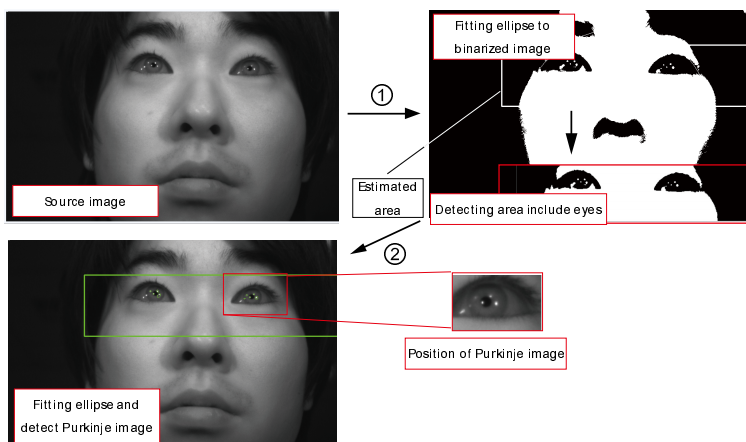 Fitting ellipse to
binarized image
①
Source image
Estimated
area
Detecting area include eyes
②
Position of Purkinje image
Fitting ellipse and
detect Purkinje image